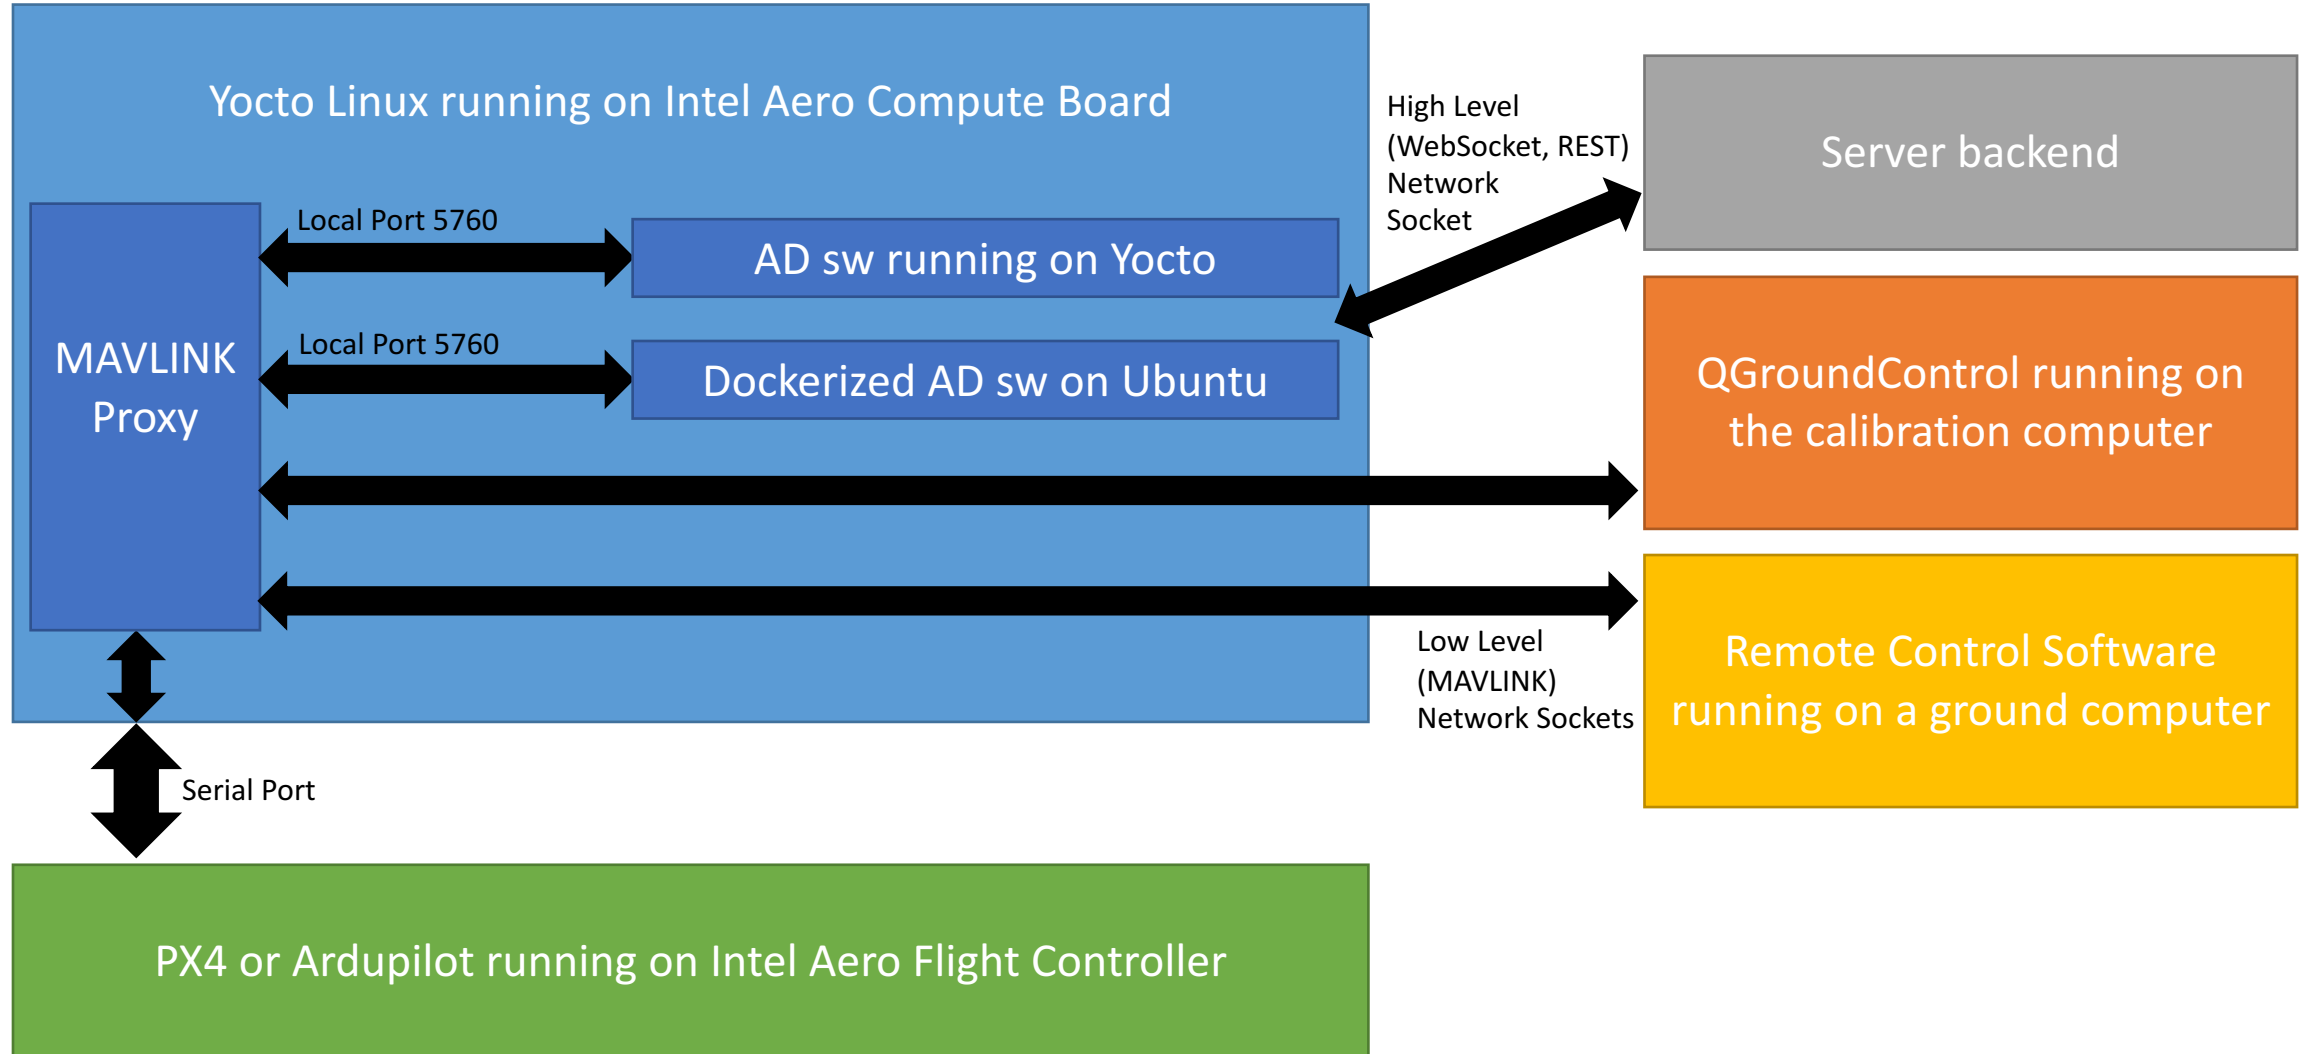 Yocto Linux running on Intel Aero Compute Board
High Level
(WebSocket, REST)
Network
Socket
Server backend
Local Port 5760
AD sw running on Yocto
Local Port 5760
Dockerized AD sw on Ubuntu
MAVLINK
Proxy
QGroundControl running on
the calibration computer
Low Level
(MAVLINK)
Network Sockets
Remote Control Software
running on a ground computer
Serial Port
PX4 or Ardupilot running on Intel Aero Flight Controller